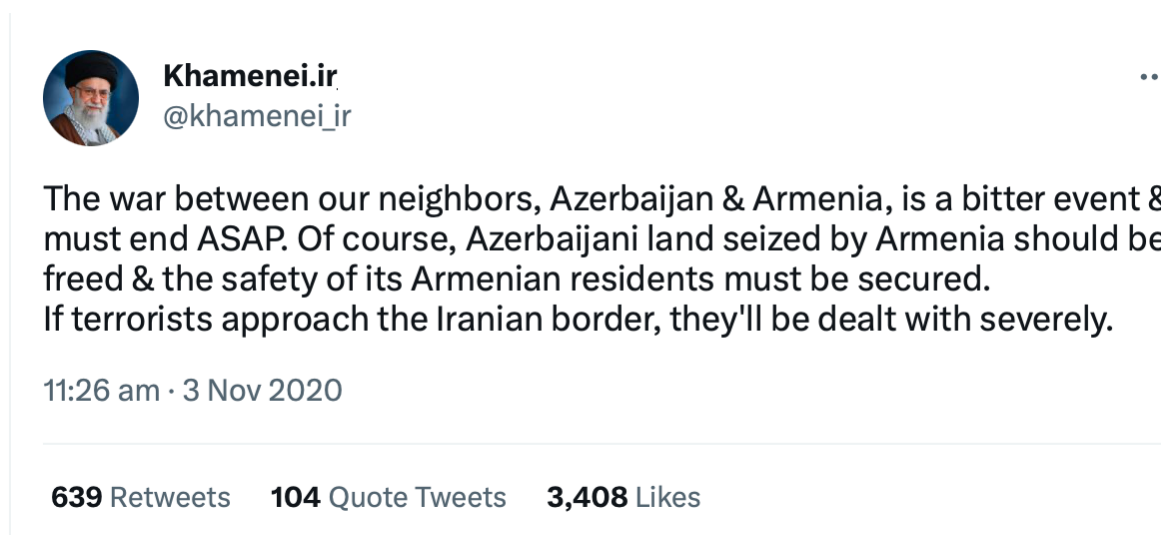 Khamenei.ir
@khamenei_ir
The war between our neighbors, Azerbaijan & Armenia, is a bitter event &
must end ASAP. Of course, Azerbaijani land seized by Armenia should be
freed & the safety of its Armenian residents must be secured.
If terrorists approach the Iranian border, they'll be dealt with severely.
11:26 am · 3 Nov 2020
639 Retweets 104 Quote Tweets 3,408 Likes